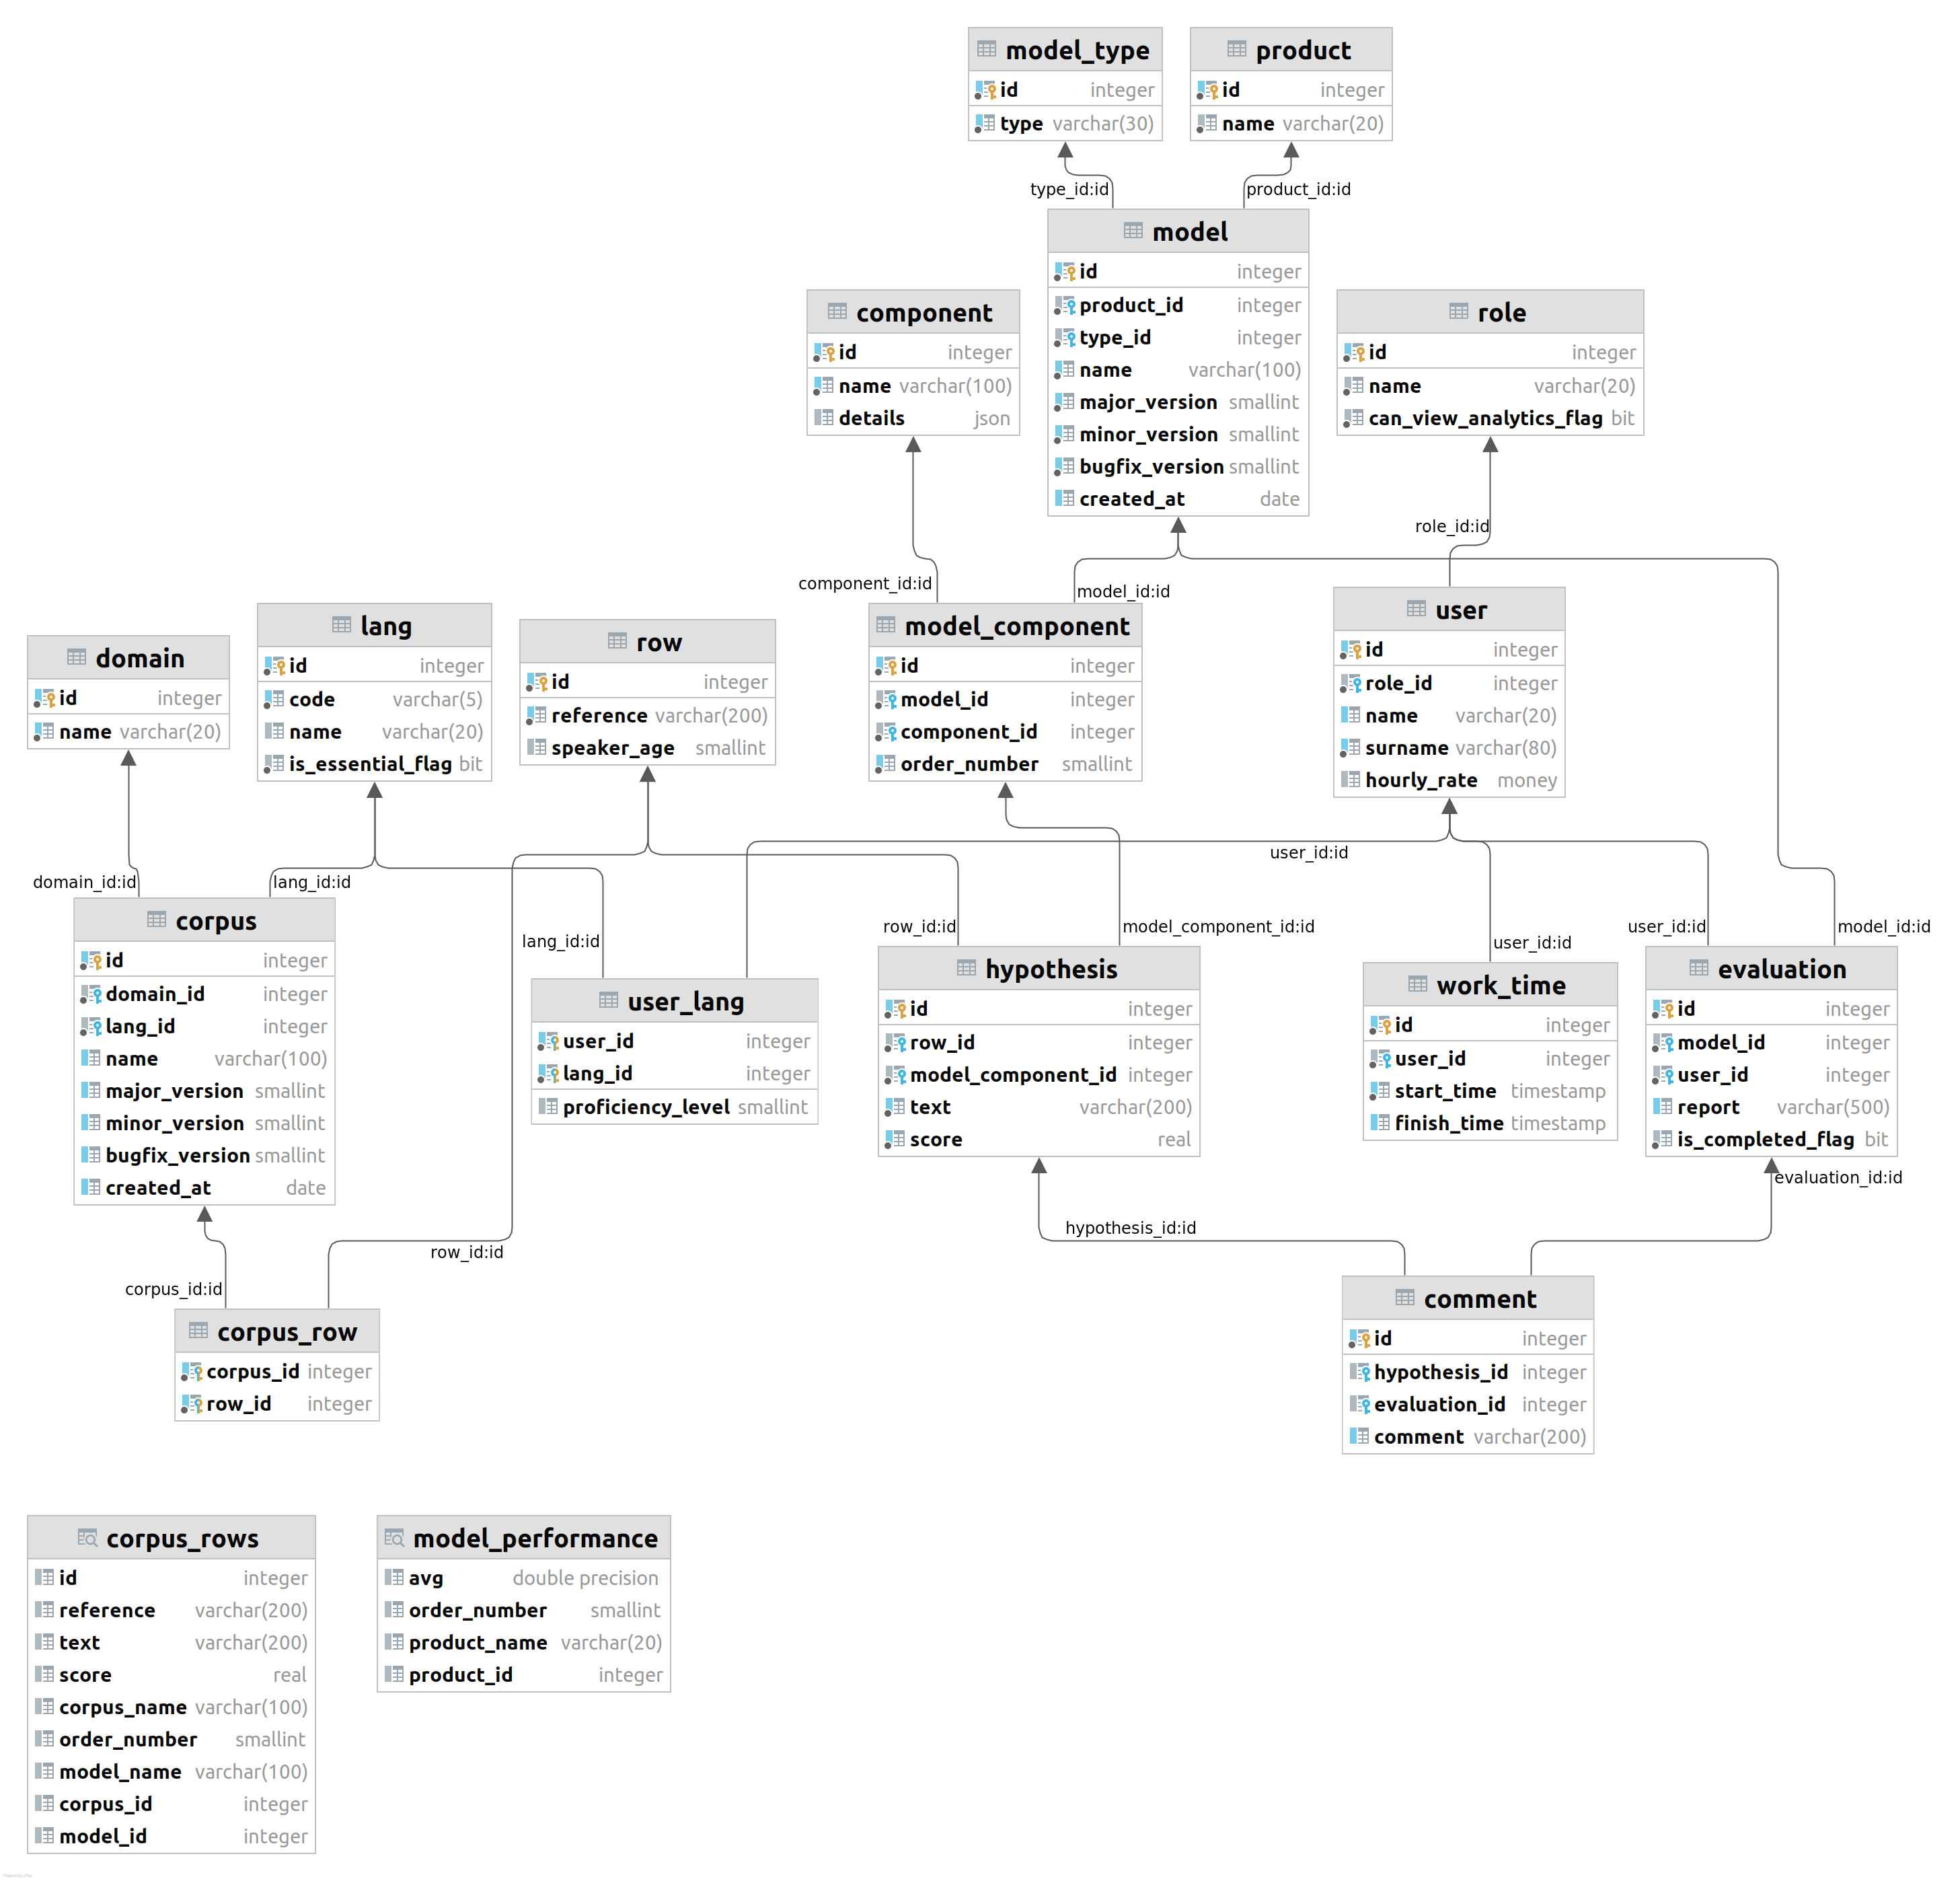 model_type
id integer
type varchar(30)
product
id integer
name varchar(20)
type_id:id
product_id:id
model
id integer
product_id integer
type_id integer
name varchar(100)
major_version smallint
minor_version smallint
bugfix_version smallint
created_at date
component
id integer
name varchar(100)
details json
role
id integer
name varchar(20)
can_view_analytics_flag bit
role_id:id
component_id:id
model_id:id
domain
id integer
name varchar(20)
lang
id integer
code varchar(5)
name varchar(20)
is_essential_flag bit
row
id integer
reference varchar(200)
speaker_age smallint
model_component
id integer
model_id integer
component_id integer
order_number smallint
user
id integer
role_id integer
name varchar(20)
surname varchar(80)
hourly_rate money
user_id:id
domain_id:id
lang_id:id
lang_id:id
row_id:id
model_component_id:id
user_id:id
user_id:id
model_id:id
corpus
id integer
domain_id integer
lang_id integer
name varchar(100)
major_version smallint
minor_version smallint
bugfix_version smallint
created_at date
user_lang
user_id integer
lang_id integer
proficiency_level smallint
hypothesis
id integer
row_id integer
model_component_id integer
text varchar(200)
score real
work_time
id integer
user_id integer
start_time timestamp
finish_time timestamp
evaluation
id integer
model_id integer
user_id integer
report varchar(500)
is_completed_flag bit
evaluation_id:id
hypothesis_id:id
row_id:id
corpus_id:id
corpus_row
corpus_id integer
row_id integer
comment
id integer
hypothesis_id integer
evaluation_id integer
comment varchar(200)
corpus_rows
id integer
reference varchar(200)
text varchar(200)
score real
corpus_name varchar(100)
order_number smallint
model_name varchar(100)
corpus_id integer
model_id integer
model_performance
avg double precision
order_number smallint
product_name varchar(20)
product_id integer